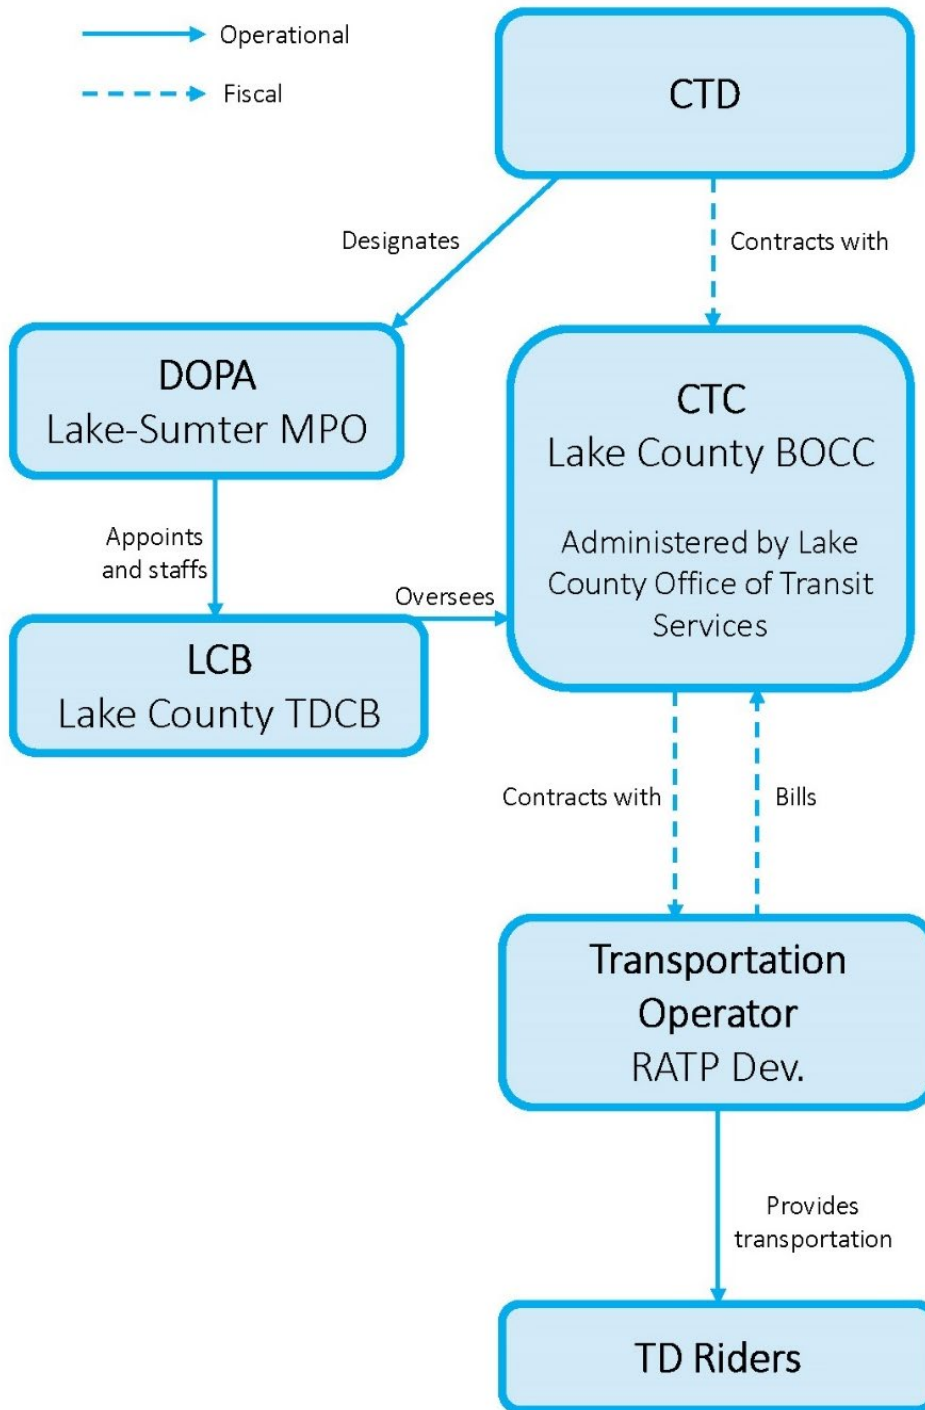 Operational
Fiscal
CTD
Designates
Contracts with
DOPA
Lake-Sumter MPO
CTC
Lake County BOCC
Administered by Lake
County Office of Transit
Services
Appoints
and staffs
Oversees
LCB
Lake County TDCB
Contracts with
Bills
Transportation
Operator
RATP Dev.
Provides
transportation
TD Riders